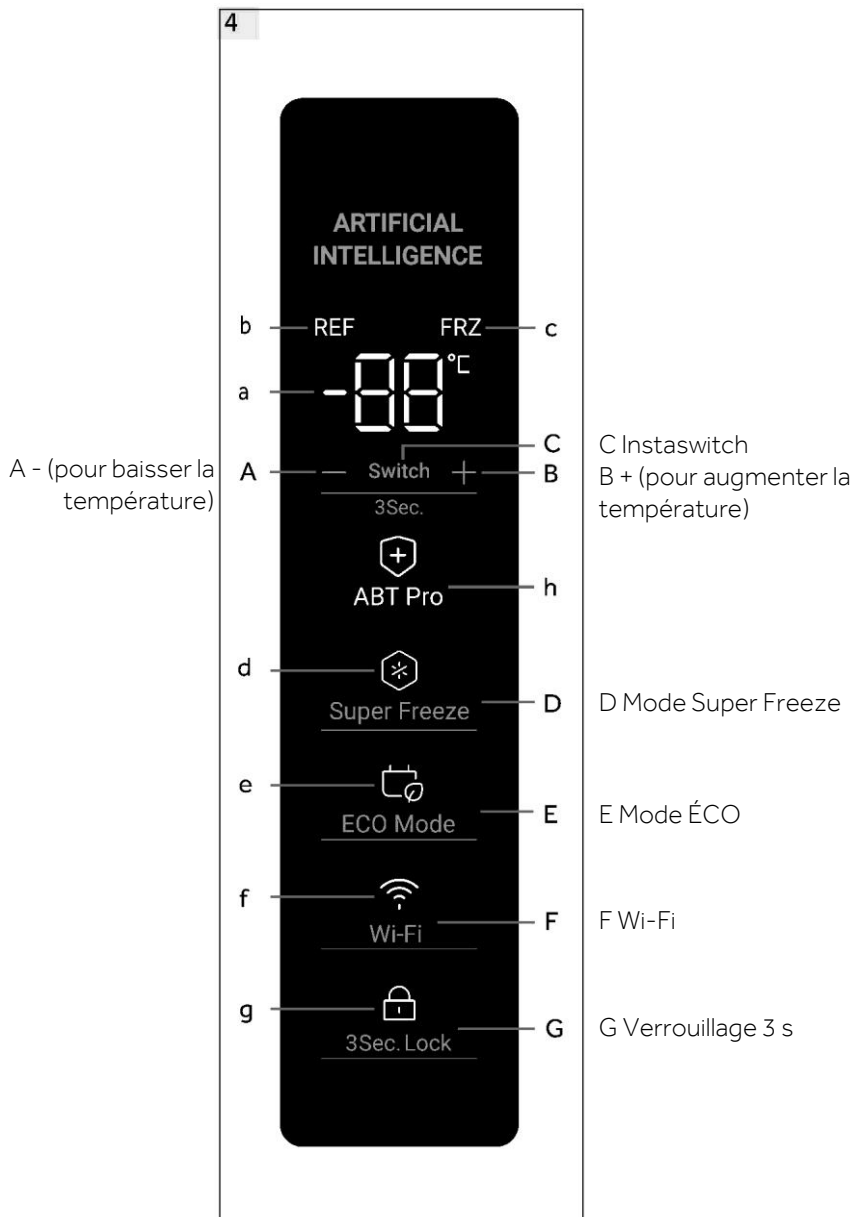 4
ARTIFICIAL
INTELLIGENCE
b REF FRZ c
a -88 °C
C C Instaswitch
A - (pour baisser la
température)
A − Switch + B
B + (pour augmenter la
température)
3Sec.
ABT Pro h
d
Super Freeze D D Mode Super Freeze
e
ECO Mode E E Mode ÉCO
f
Wi-Fi F F Wi-Fi
g
3Sec. Lock G G Verrouillage 3 s